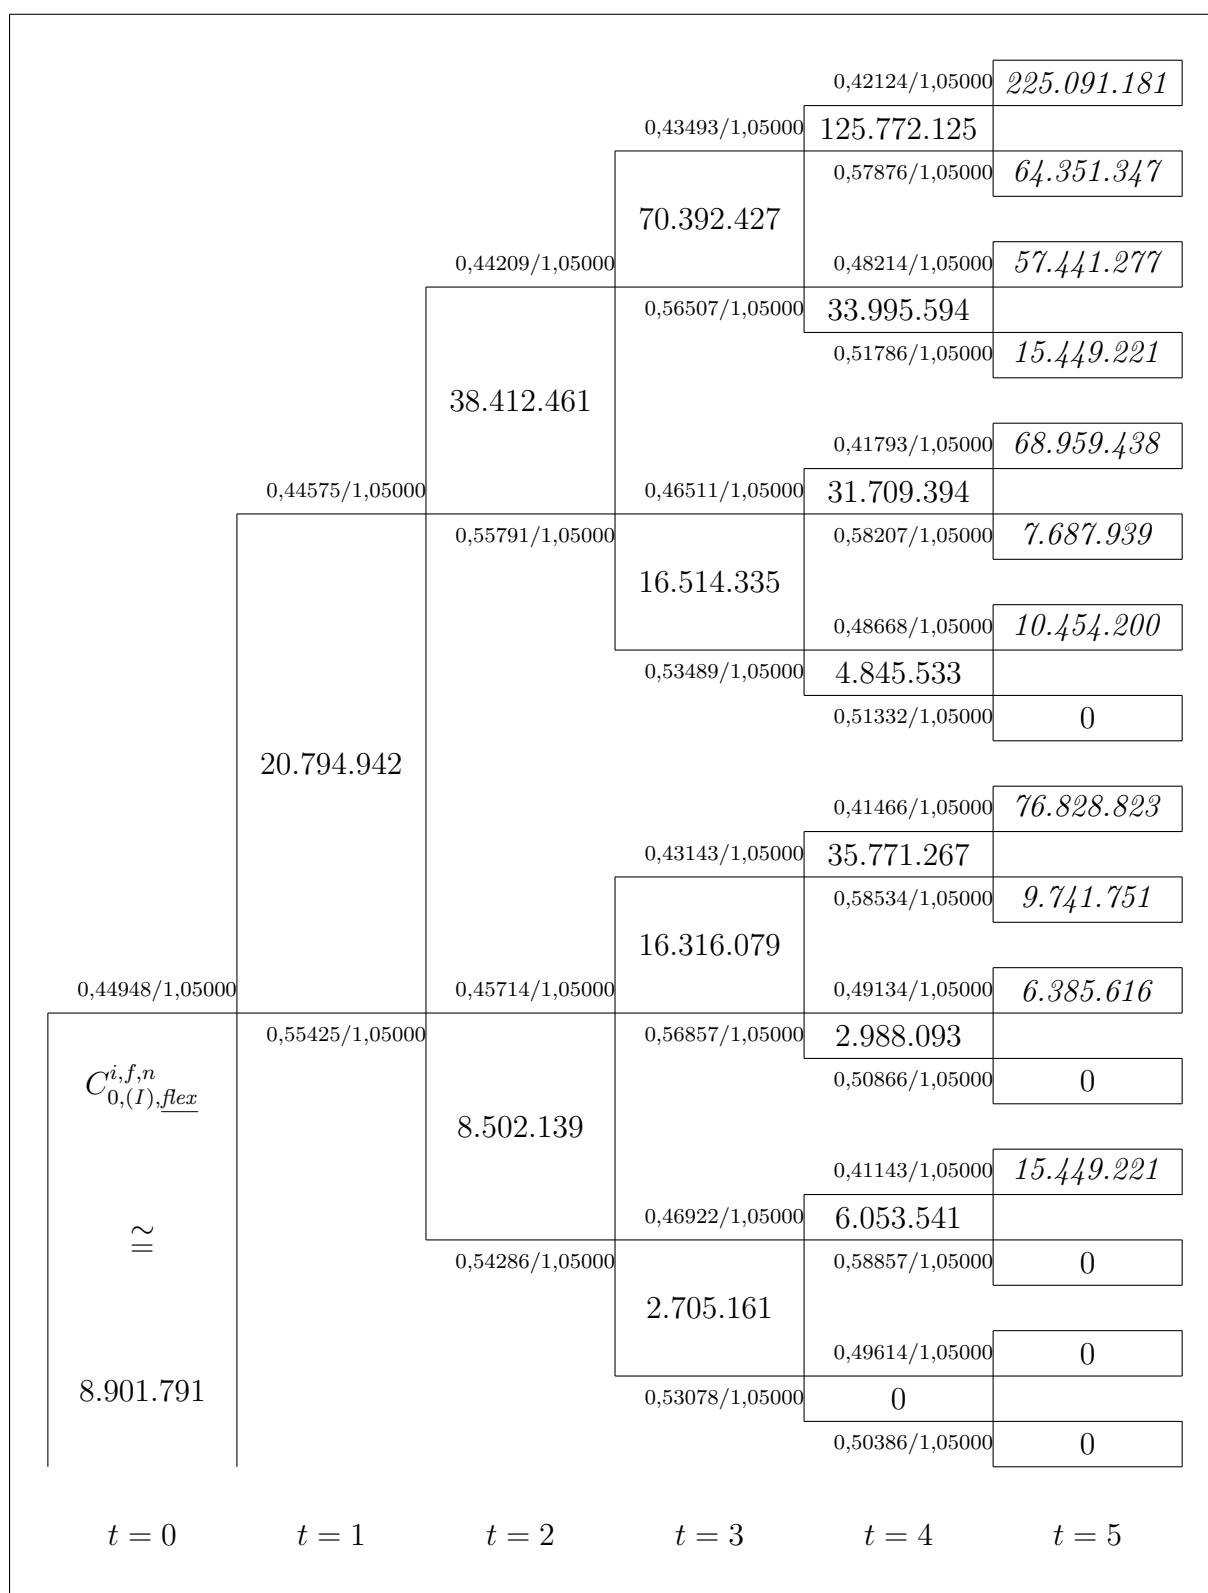 0,42124/1,05000 225.091.181
0,43493/1,05000 125.772.125
0,57876/1,05000 64.351.347
70.392.427
0,44209/1,05000 0,48214/1,05000 57.441.277
0,56507/1,05000 33.995.594
0,51786/1,05000 15.449.221
38.412.461
0,41793/1,05000 68.959.438
0,44575/1,05000 0,46511/1,05000 31.709.394
0,55791/1,05000 0,58207/1,05000 7.687.939
16.514.335
0,48668/1,05000 10.454.200
0,53489/1,05000 4.845.533
0,51332/1,05000 0
20.794.942
0,41466/1,05000 76.828.823
0,43143/1,05000 35.771.267
0,58534/1,05000 9.741.751
16.316.079
0,44948/1,05000 0,45714/1,05000 0,49134/1,05000 6.385.616
0,55425/1,05000 0,56857/1,05000 2.988.093
C^{i,f,n}_{0,(I),flex} 0,50866/1,05000 0
8.502.139
0,41143/1,05000 15.449.221
≅ 0,46922/1,05000 6.053.541
0,54286/1,05000 0,58857/1,05000 0
2.705.161
0,49614/1,05000 0
8.901.791 0,53078/1,05000 0
0,50386/1,05000 0
t = 0 t = 1 t = 2 t = 3 t = 4 t = 5